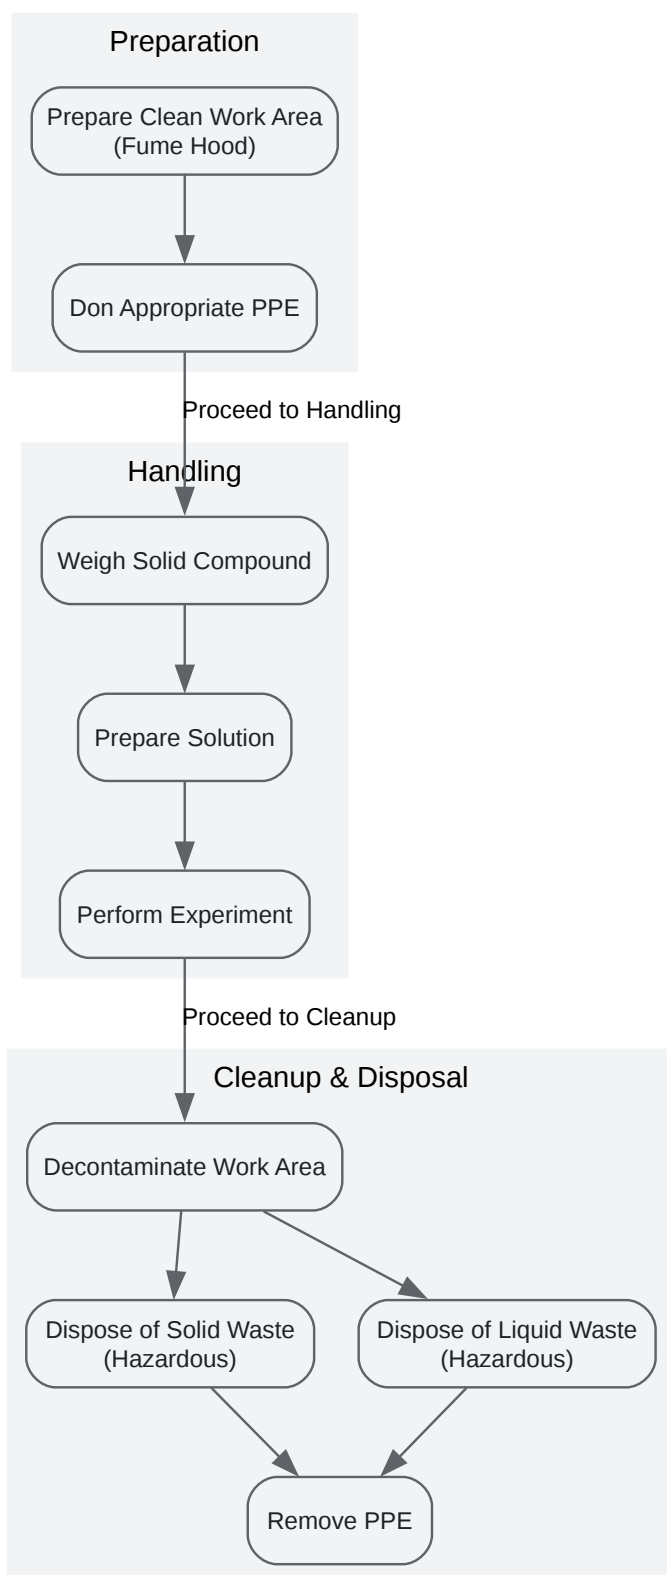 Preparation
Prepare Clean Work Area
(Fume Hood)
Don Appropriate PPE
Proceed to Handling
Handling
Weigh Solid Compound
Prepare Solution
Perform Experiment
Proceed to Cleanup
Cleanup & Disposal
Decontaminate Work Area
Dispose of Solid Waste
(Hazardous)
Dispose of Liquid Waste
(Hazardous)
Remove PPE